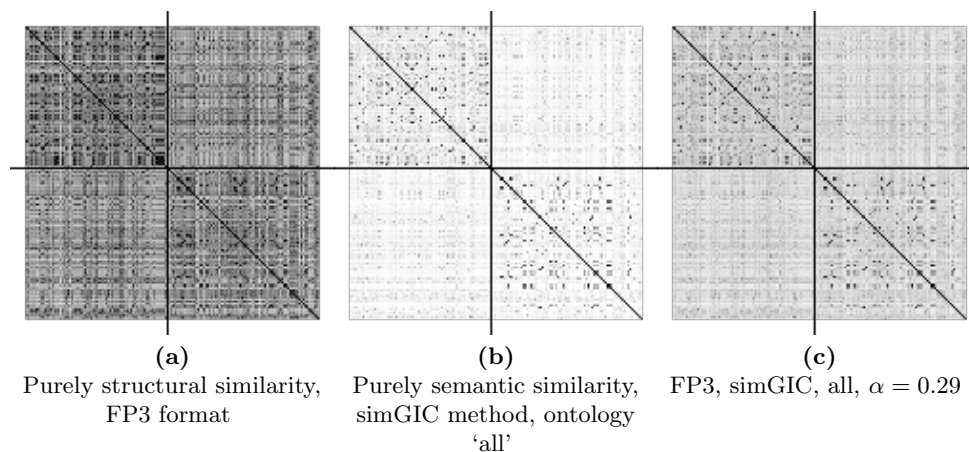 (a)
Purely structural similarity,
FP3 format
(b)
Purely semantic similarity,
simGIC method, ontology
‘all’
(c)
FP3, simGIC, all, α = 0.29